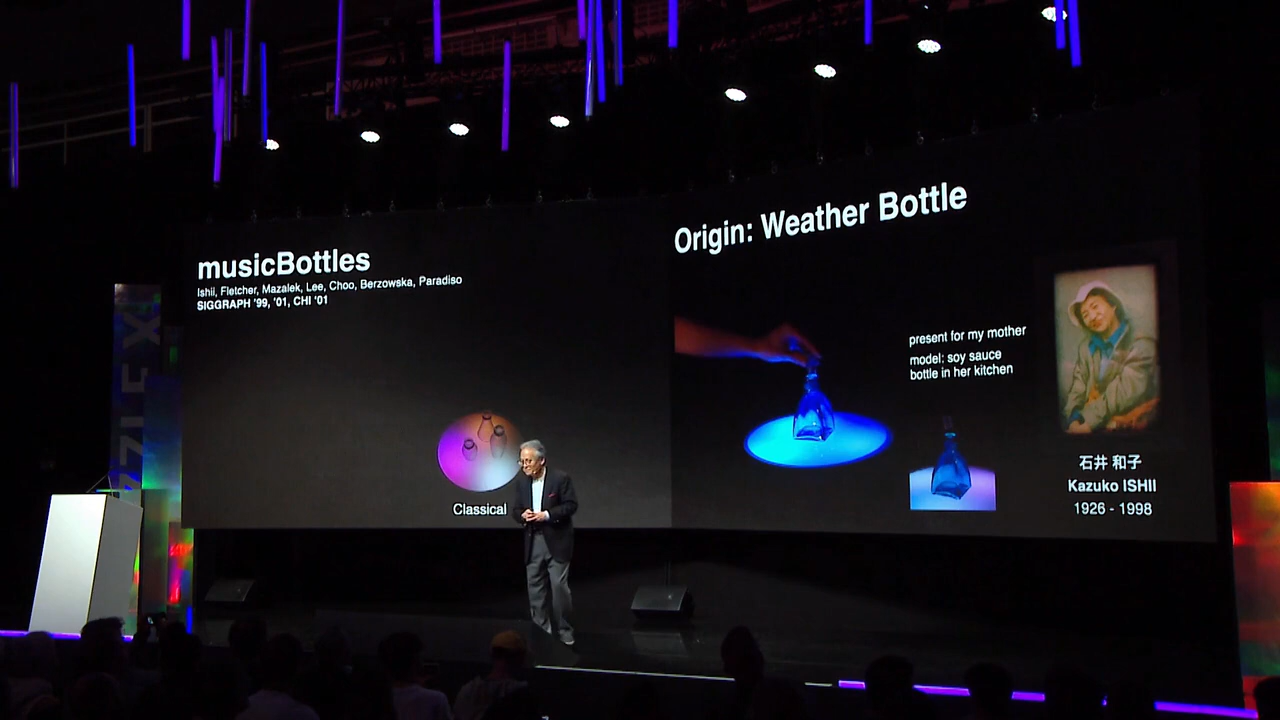 musicBottles
Ishii, Fletcher, Mazalek, Lee, Choo, Berzowska, Paradiso
SIGGRAPH '99, '01, CHI '01
Classical
Origin: Weather Bottle
present for my mother
model: soy sauce
bottle in her kitchen
石井 和子
Kazuko ISHII
1926 - 1998